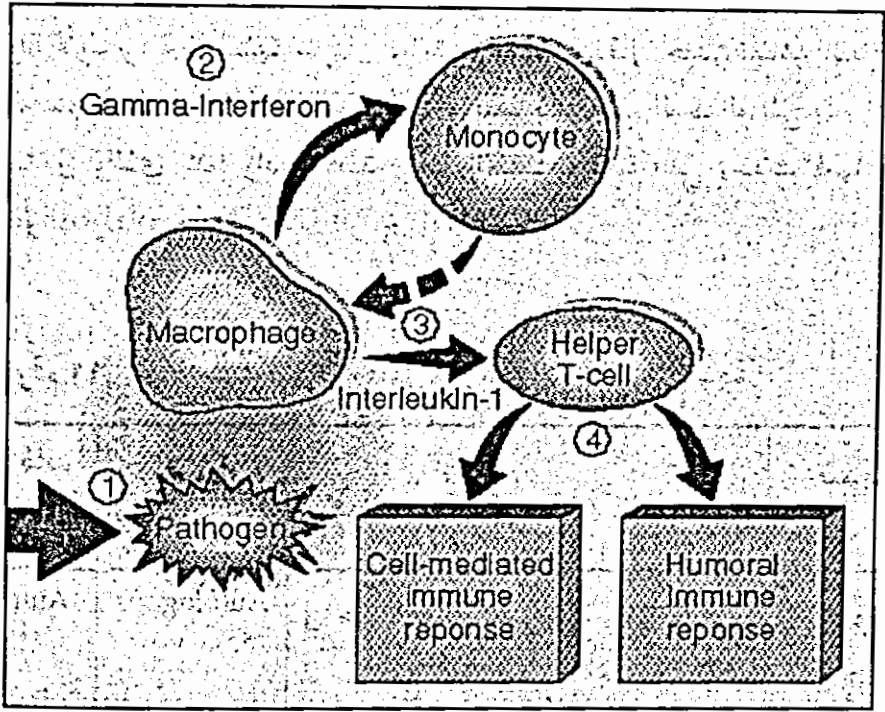 ②
Gamma-Interferon
Monocyte
Macrophage
③
Interleukin-1
Helper
T-cell
④
①
Pathogen
Cell-mediated
immune
reponse
Humoral
immune
reponse